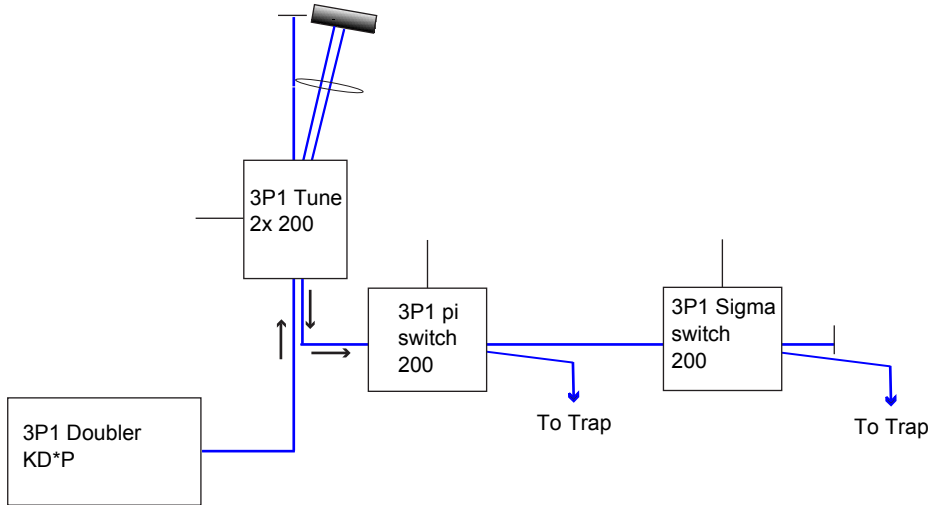 3P1 Tune
2x 200
3P1 pi
switch
200
3P1 Sigma
switch
200
To Trap
To Trap
3P1 Doubler
KD*P